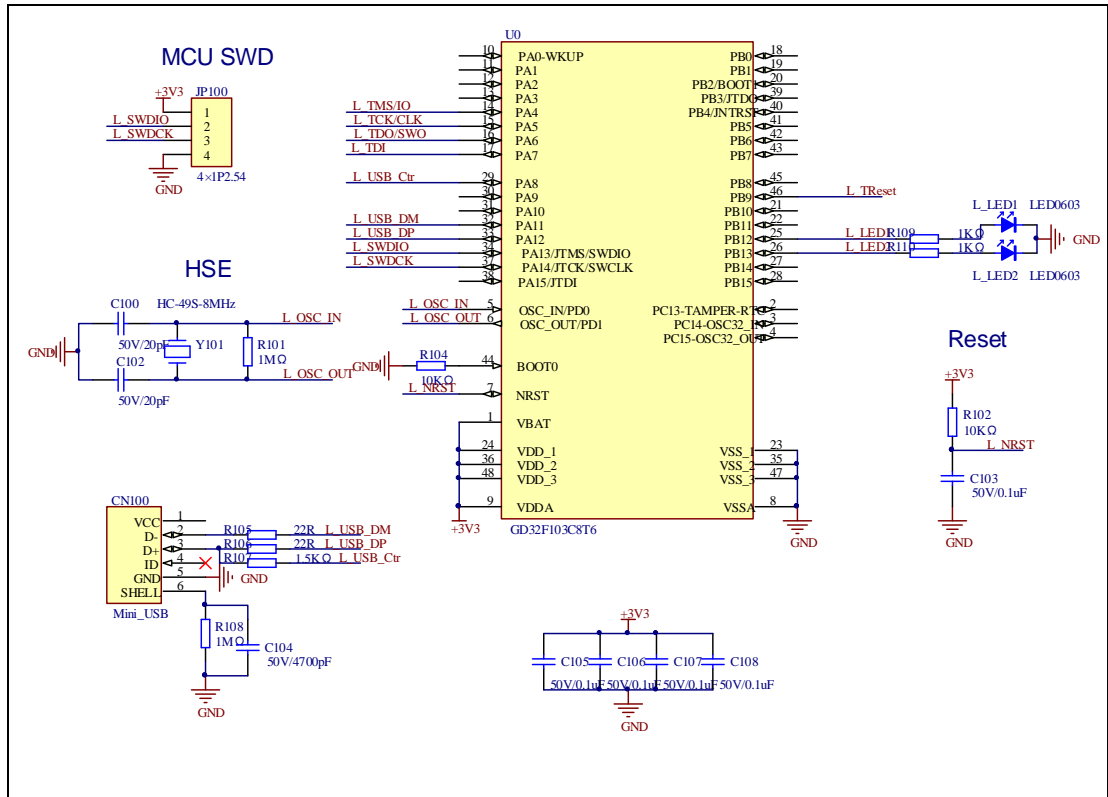 MCU SWD
+3V3
JP100
1
L_SWDIO 2
L_SWDCK 3
4
GND
4×1P2.54
HSE
C100
HC-49S-8MHz
L_OSC_IN
50V/20pF
Y101
R101
1MΩ
GND
C102
L_OSC_OUT
50V/20pF
CN100
VCC 1
D- 2 R105 22R L_USB_DM
D+ 3 R106 22R L_USB_DP
ID 4 R107 1.5KΩ L_USB_Ctr
GND 5 GND
SHELL 6
Mini_USB
R108
1MΩ
C104
50V/4700pF
GND
U0
10 PA0-WKUP
11 PA1
12 PA2
13 PA3
L_TMS/IO 14 PA4
L_TCK/CLK 15 PA5
L_TDO/SWO 16 PA6
L_TDI 17 PA7
L_USB_Ctr 29 PA8
30 PA9
31 PA10
L_USB_DM 32 PA11
L_USB_DP 33 PA12
L_SWDIO 34 PA13/JTMS/SWDIO
L_SWDCK 37 PA14/JTCK/SWCLK
38 PA15/JTDI
L_OSC_IN 5 OSC_IN/PD0
L_OSC_OUT 6 OSC_OUT/PD1
GND R104 44 BOOT0
10KΩ
L_NRST 7 NRST
1 VBAT
24 VDD_1
36 VDD_2
48 VDD_3
9 VDDA
+3V3
GD32F103C8T6
PB0 18
PB1 19
PB2/BOOT1 20
PB3/JTDO 39
PB4/JNTRST 40
PB5 41
PB6 42
PB7 43
PB8 45
PB9 46 L_TReset
PB10 21
PB11 22
PB12 25 L_LED1 R109 1KΩ
PB13 26 L_LED2 R110 1KΩ
PB14 27
PB15 28
PC13-TAMPER-RT 2
PC14-OSC32_IN 3
PC15-OSC32_OUT 4
VSS_1 23
VSS_2 35
VSS_3 47
VSSA 8
GND
L_LED1 LED0603
GND
L_LED2 LED0603
Reset
+3V3
R102
10KΩ
L_NRST
C103
50V/0.1uF
GND
+3V3
C105 C106 C107 C108
50V/0.1uF 50V/0.1uF 50V/0.1uF 50V/0.1uF
GND